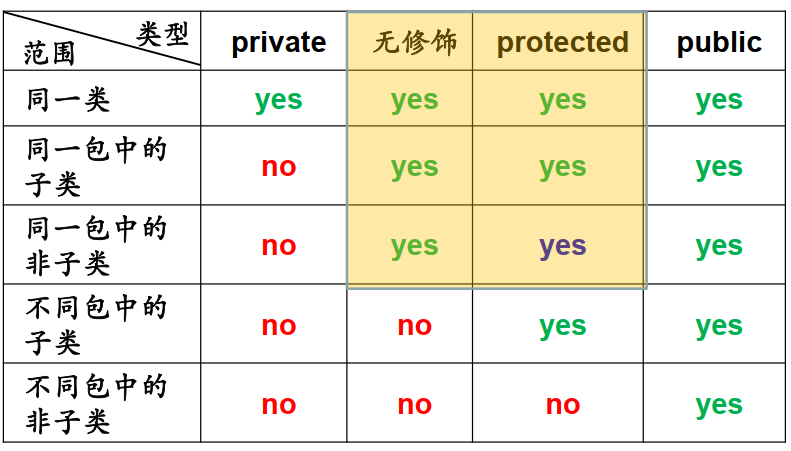 类型
范围
private 无修饰 protected public
同一类 yes yes yes yes
同一包中的
子类 no yes yes yes
同一包中的
非子类 no yes yes yes
不同包中的
子类 no no yes yes
不同包中的
非子类 no no no yes